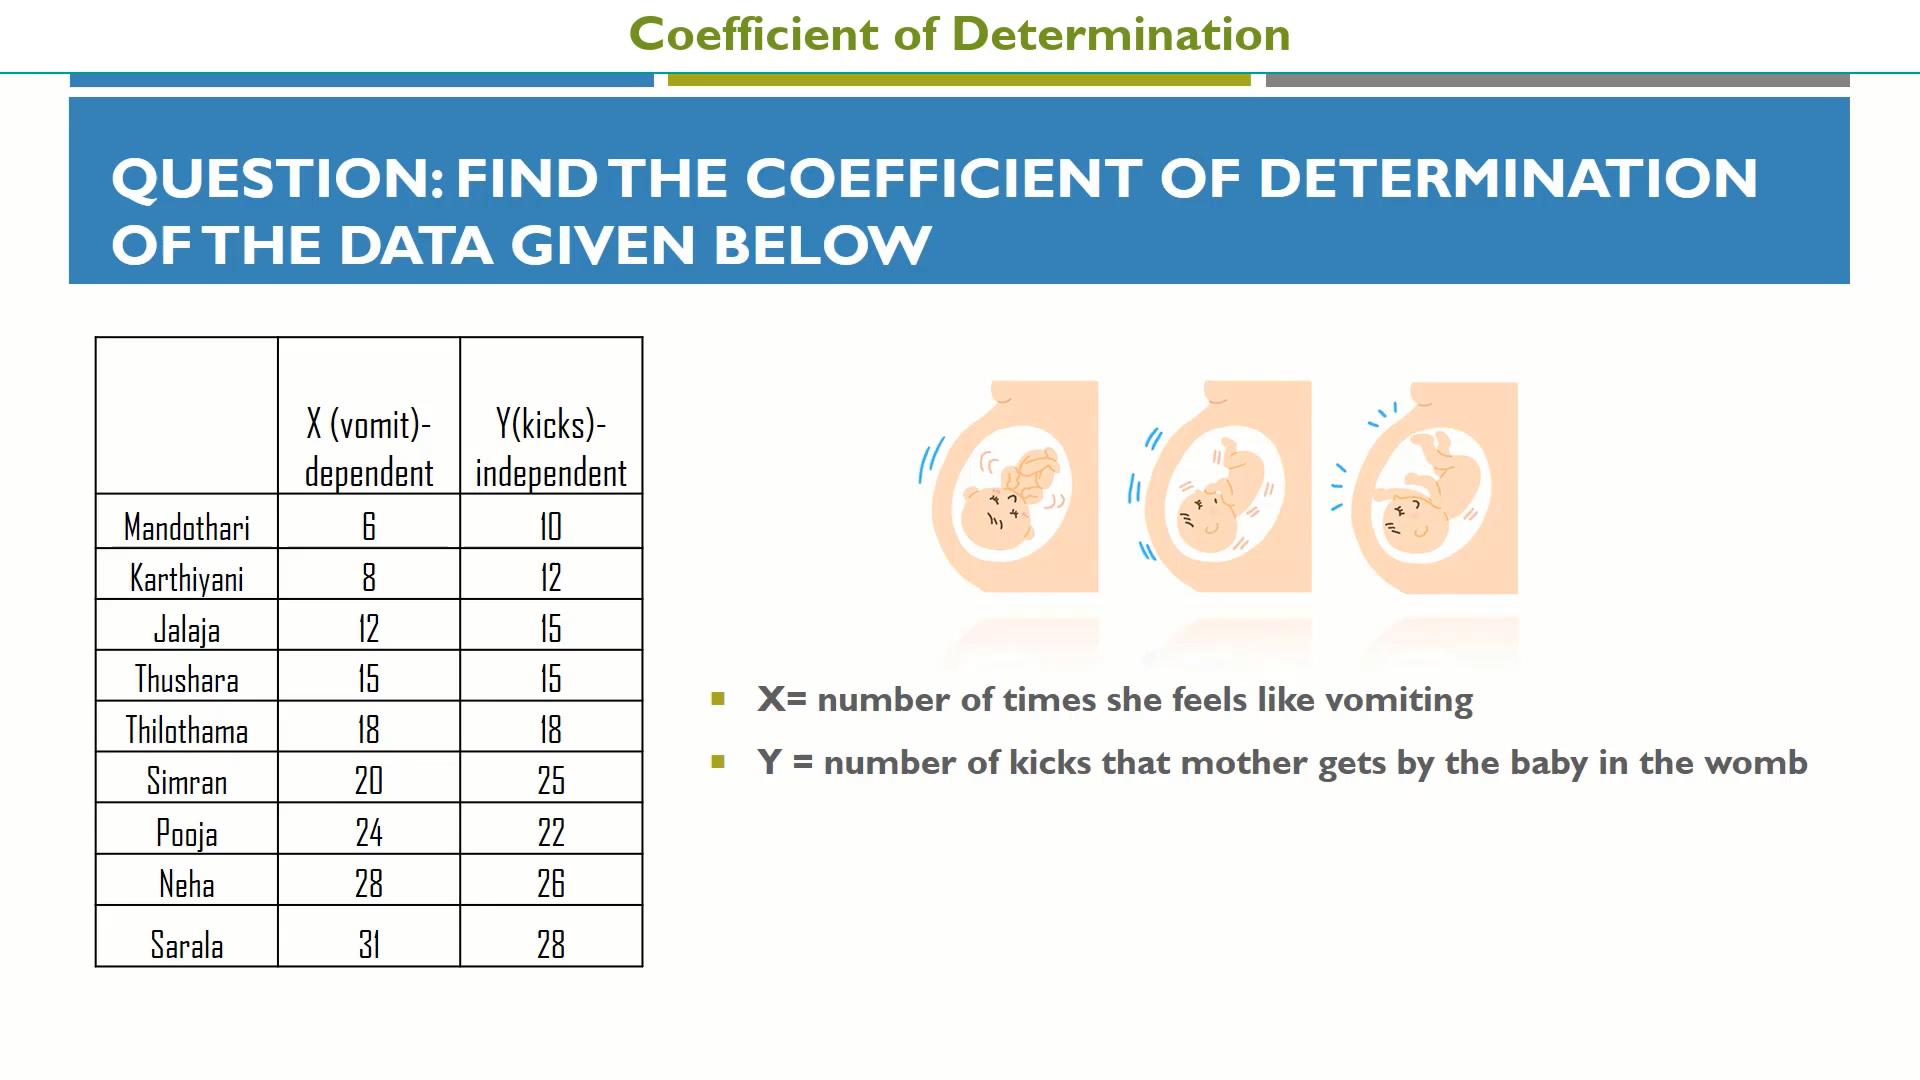 Coefficient of Determination
QUESTION: FIND THE COEFFICIENT OF DETERMINATION
OF THE DATA GIVEN BELOW
X (vomit)- Y(kicks)-
dependent independent
Mandothari 6 10
Karthiyani 8 12
Jalaja 12 15
Thushara 15 15
Thilothama 18 18
Simran 20 25
Pooja 24 22
Neha 28 26
Sarala 31 28
X= number of times she feels like vomiting
Y = number of kicks that mother gets by the baby in the womb